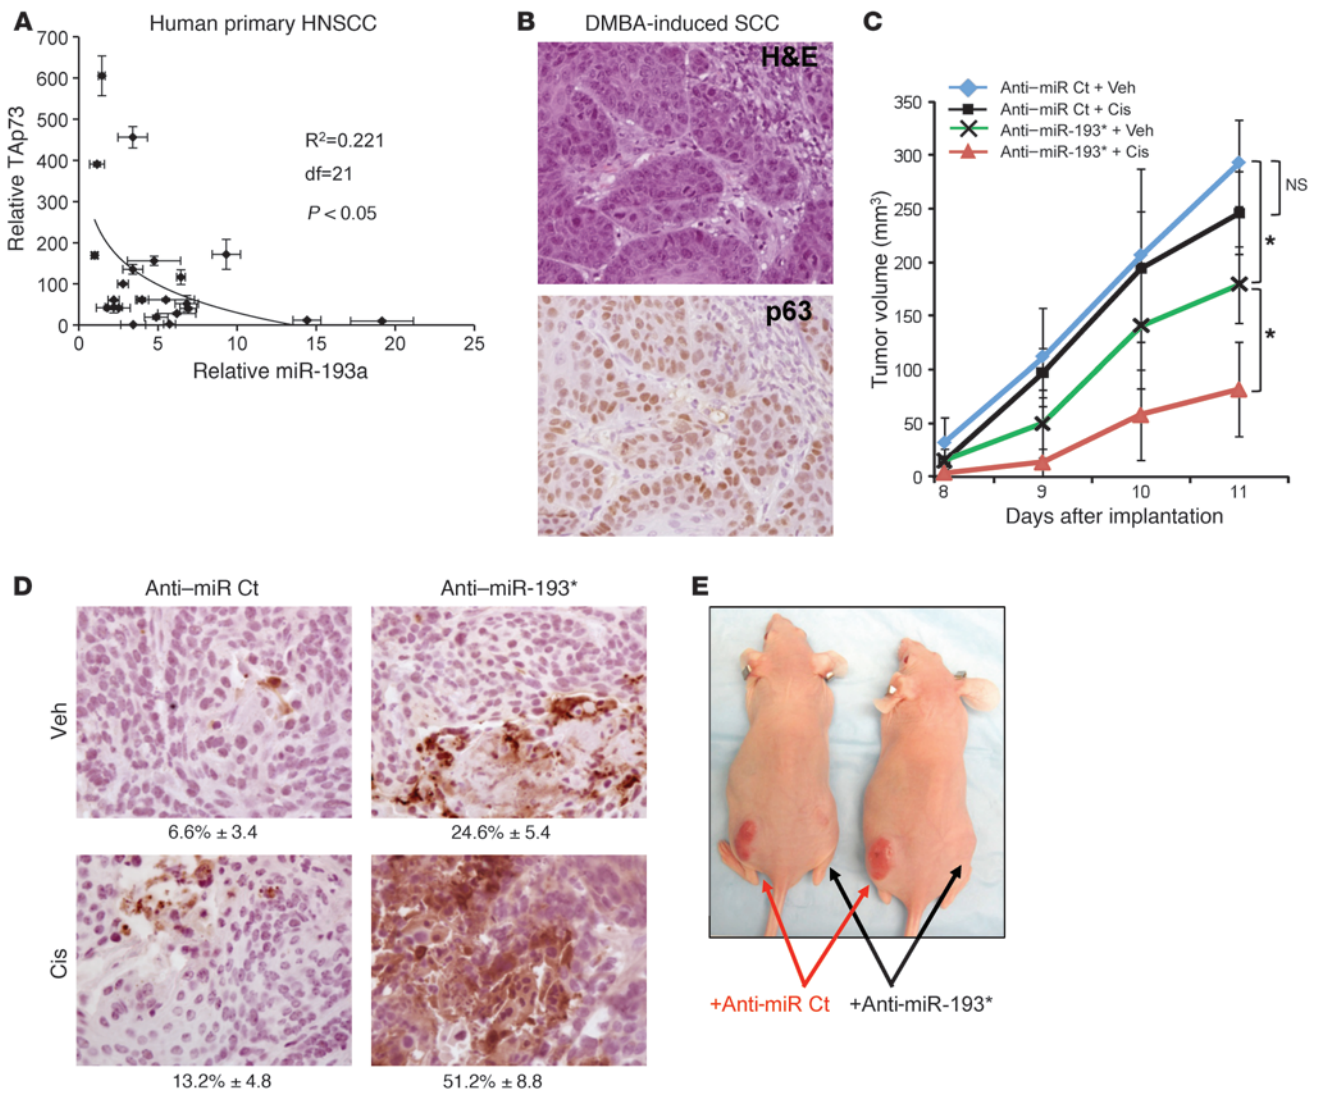 A
Human primary HNSCC
Relative TAp73
700
600
500
400
300
200
100
0
0
5
10
15
20
25
Relative miR-193a
R²=0.221
df=21
P < 0.05
B
DMBA-induced SCC
H&E
p63
C
Anti–miR Ct + Veh
Anti–miR Ct + Cis
Anti–miR-193* + Veh
Anti–miR-193* + Cis
Tumor volume (mm³)
350
300
250
200
150
100
50
0
8
9
10
11
Days after implantation
NS
*
*
D
Anti–miR Ct
Anti–miR-193*
Veh
6.6% ± 3.4
24.6% ± 5.4
Cis
13.2% ± 4.8
51.2% ± 8.8
E
+Anti-miR Ct
+Anti-miR-193*